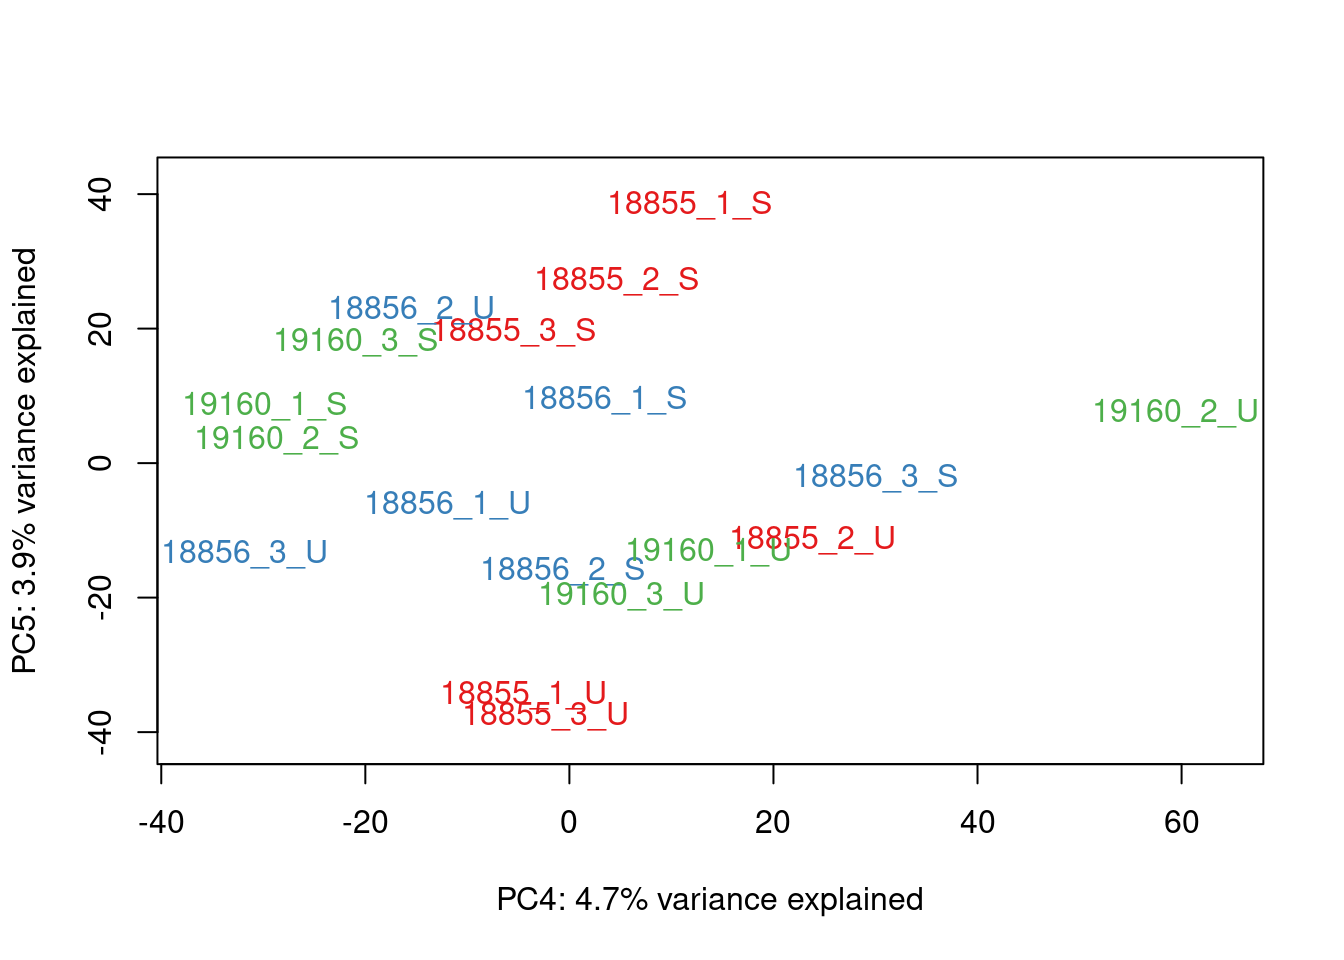 40
20
0
-20
-40
PC5: 3.9% variance explained
18855_1_S
18855_2_S
18856_2_U
18855_3_S
19160_3_S
18856_1_S
19160_1_S
19160_2_U
19160_2_S
18856_3_S
18856_1_U
18855_2_U
19160_1_U
18856_3_U
18856_2_S
19160_3_U
18855_1_U
18855_3_U
-40 -20 0 20 40 60
PC4: 4.7% variance explained